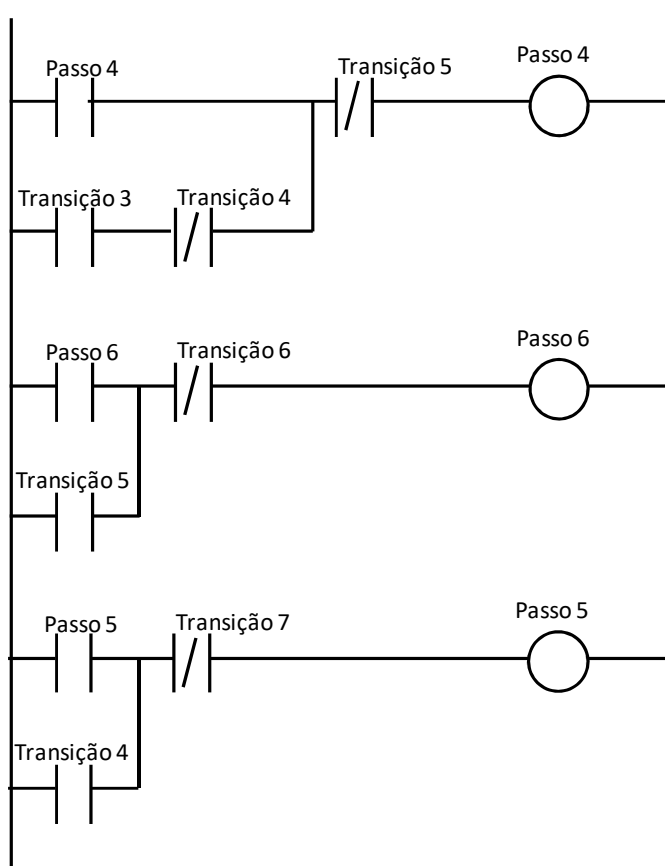 Passo 4
Transição 5
Passo 4
Transição 3
Transição 4
Passo 6
Transição 6
Passo 6
Transição 5
Passo 5
Transição 7
Passo 5
Transição 4